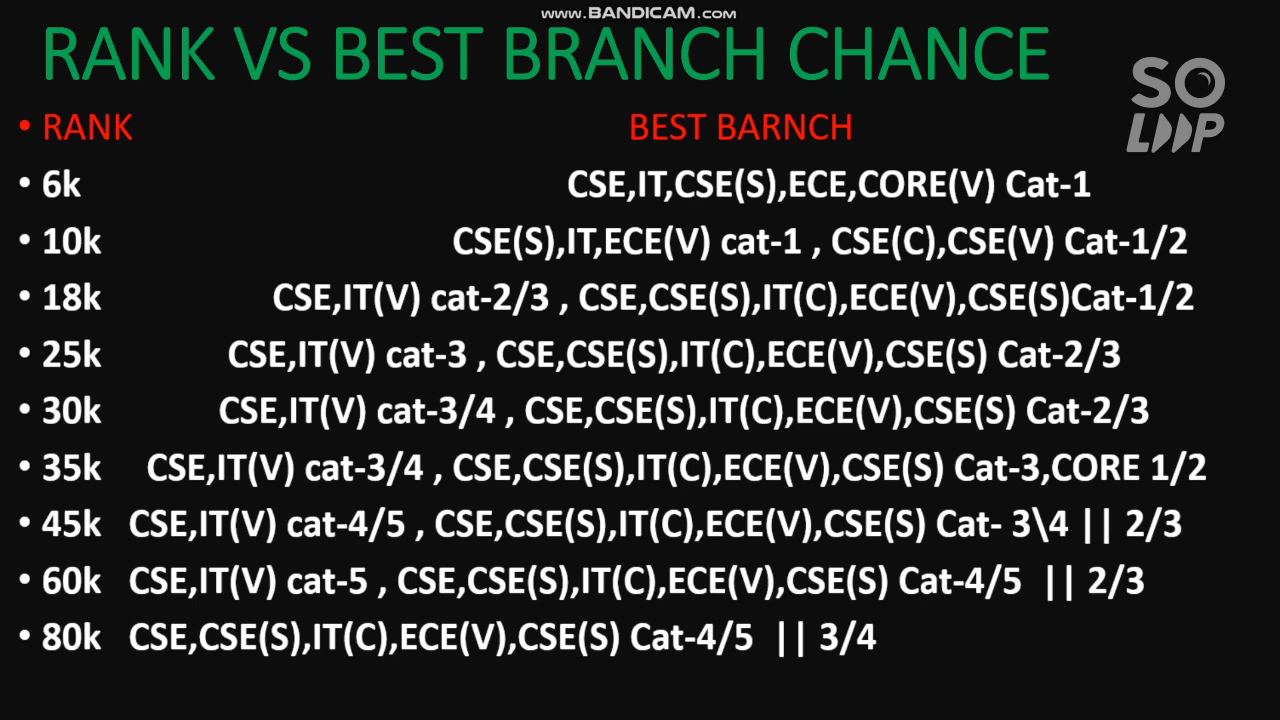 www.BANDICAM.com
RANK VS BEST BRANCH CHANCE
SO
LOOP
• RANK BEST BARNCH
• 6k CSE,IT,CSE(S),ECE,CORE(V) Cat-1
• 10k CSE(S),IT,ECE(V) cat-1 , CSE(C),CSE(V) Cat-1/2
• 18k CSE,IT(V) cat-2/3 , CSE,CSE(S),IT(C),ECE(V),CSE(S)Cat-1/2
• 25k CSE,IT(V) cat-3 , CSE,CSE(S),IT(C),ECE(V),CSE(S) Cat-2/3
• 30k CSE,IT(V) cat-3/4 , CSE,CSE(S),IT(C),ECE(V),CSE(S) Cat-2/3
• 35k CSE,IT(V) cat-3/4 , CSE,CSE(S),IT(C),ECE(V),CSE(S) Cat-3,CORE 1/2
• 45k CSE,IT(V) cat-4/5 , CSE,CSE(S),IT(C),ECE(V),CSE(S) Cat- 3\4 || 2/3
• 60k CSE,IT(V) cat-5 , CSE,CSE(S),IT(C),ECE(V),CSE(S) Cat-4/5 || 2/3
• 80k CSE,CSE(S),IT(C),ECE(V),CSE(S) Cat-4/5 || 3/4